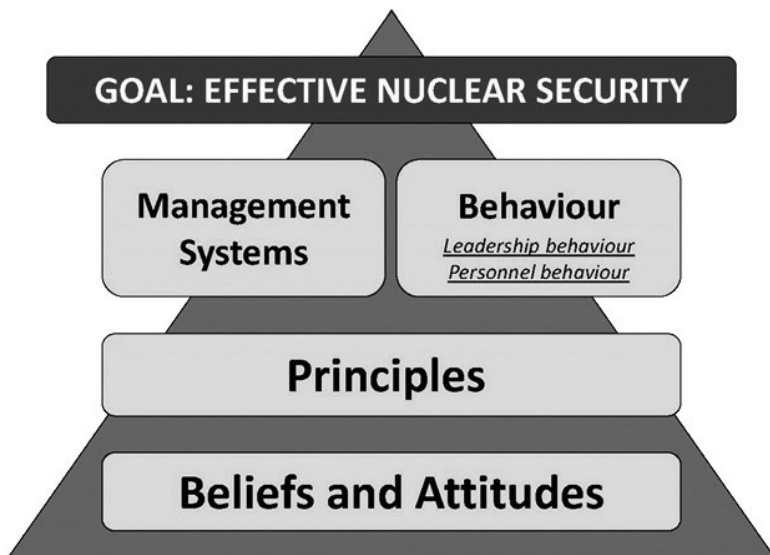 GOAL: EFFECTIVE NUCLEAR SECURITY
Management
Systems
Behaviour
Leadership behaviour
Personnel behaviour
Principles
Beliefs and Attitudes